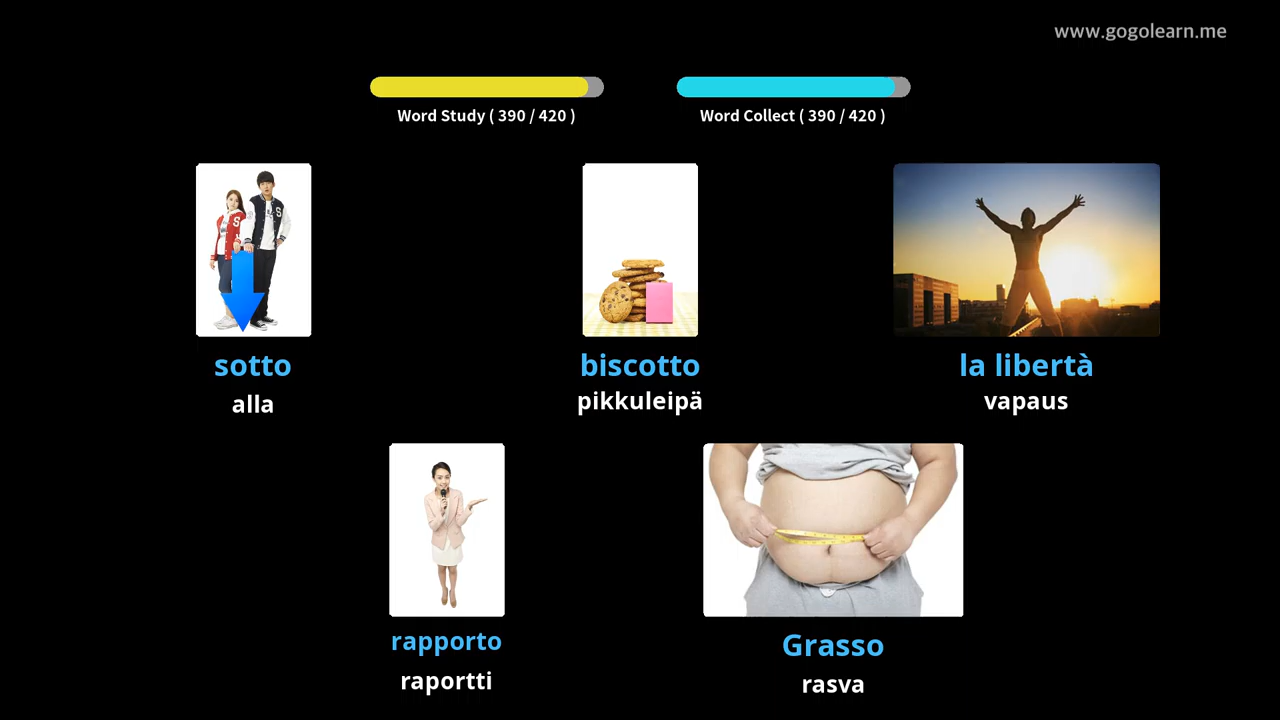 www.gogolearn.me
Word Study ( 390 / 420 )
Word Collect ( 390 / 420 )
S
S
sotto
alla
biscotto
pikkuleipä
la libertà
vapaus
rapporto
raportti
Grasso
rasva